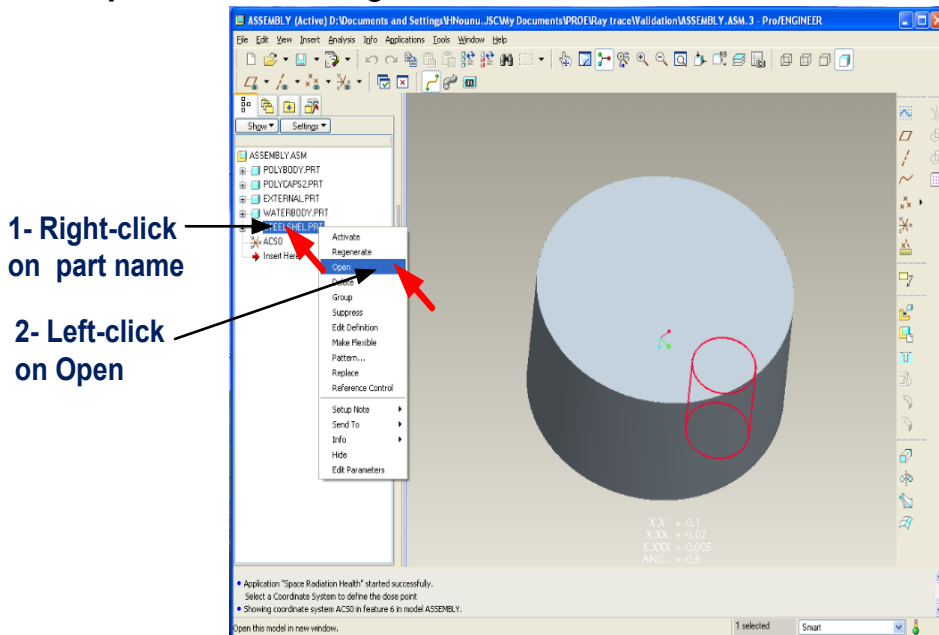 ASSEMBLY (Active) D:\Documents and Settings\HNounu..JSC\My Documents\PROE\Ray trace\Validation\ASSEMBLY.ASM.3 - Pro/ENGINEER
File Edit View Insert Analysis Info Applications Tools Window Help
Show Settings
ASSEMBLY.ASM
POLYBODY.PRT
POLYCAPS2.PRT
EXTERNAL.PRT
WATERBODY.PRT
STEELSHEL.PRT
ACS0
Insert Here
1- Right-click
on part name
2- Left-click
on Open
Activate
Regenerate
Open
Delete
Group
Suppress
Edit Definition
Make Flexible
Pattern...
Replace
Reference Control
Setup Note
Send To
Info
Hide
Edit Parameters
X.X +-0.1
X.XX +-0.02
X.XXX +-0.005
ANG. +-0.5
• Application "Space Radiation Health" started successfully.
Select a Coordinate System to define the dose point
• Showing coordinate system ACS0 in feature 6 in model ASSEMBLY.
Open this model in new window.
1 selected
Smart